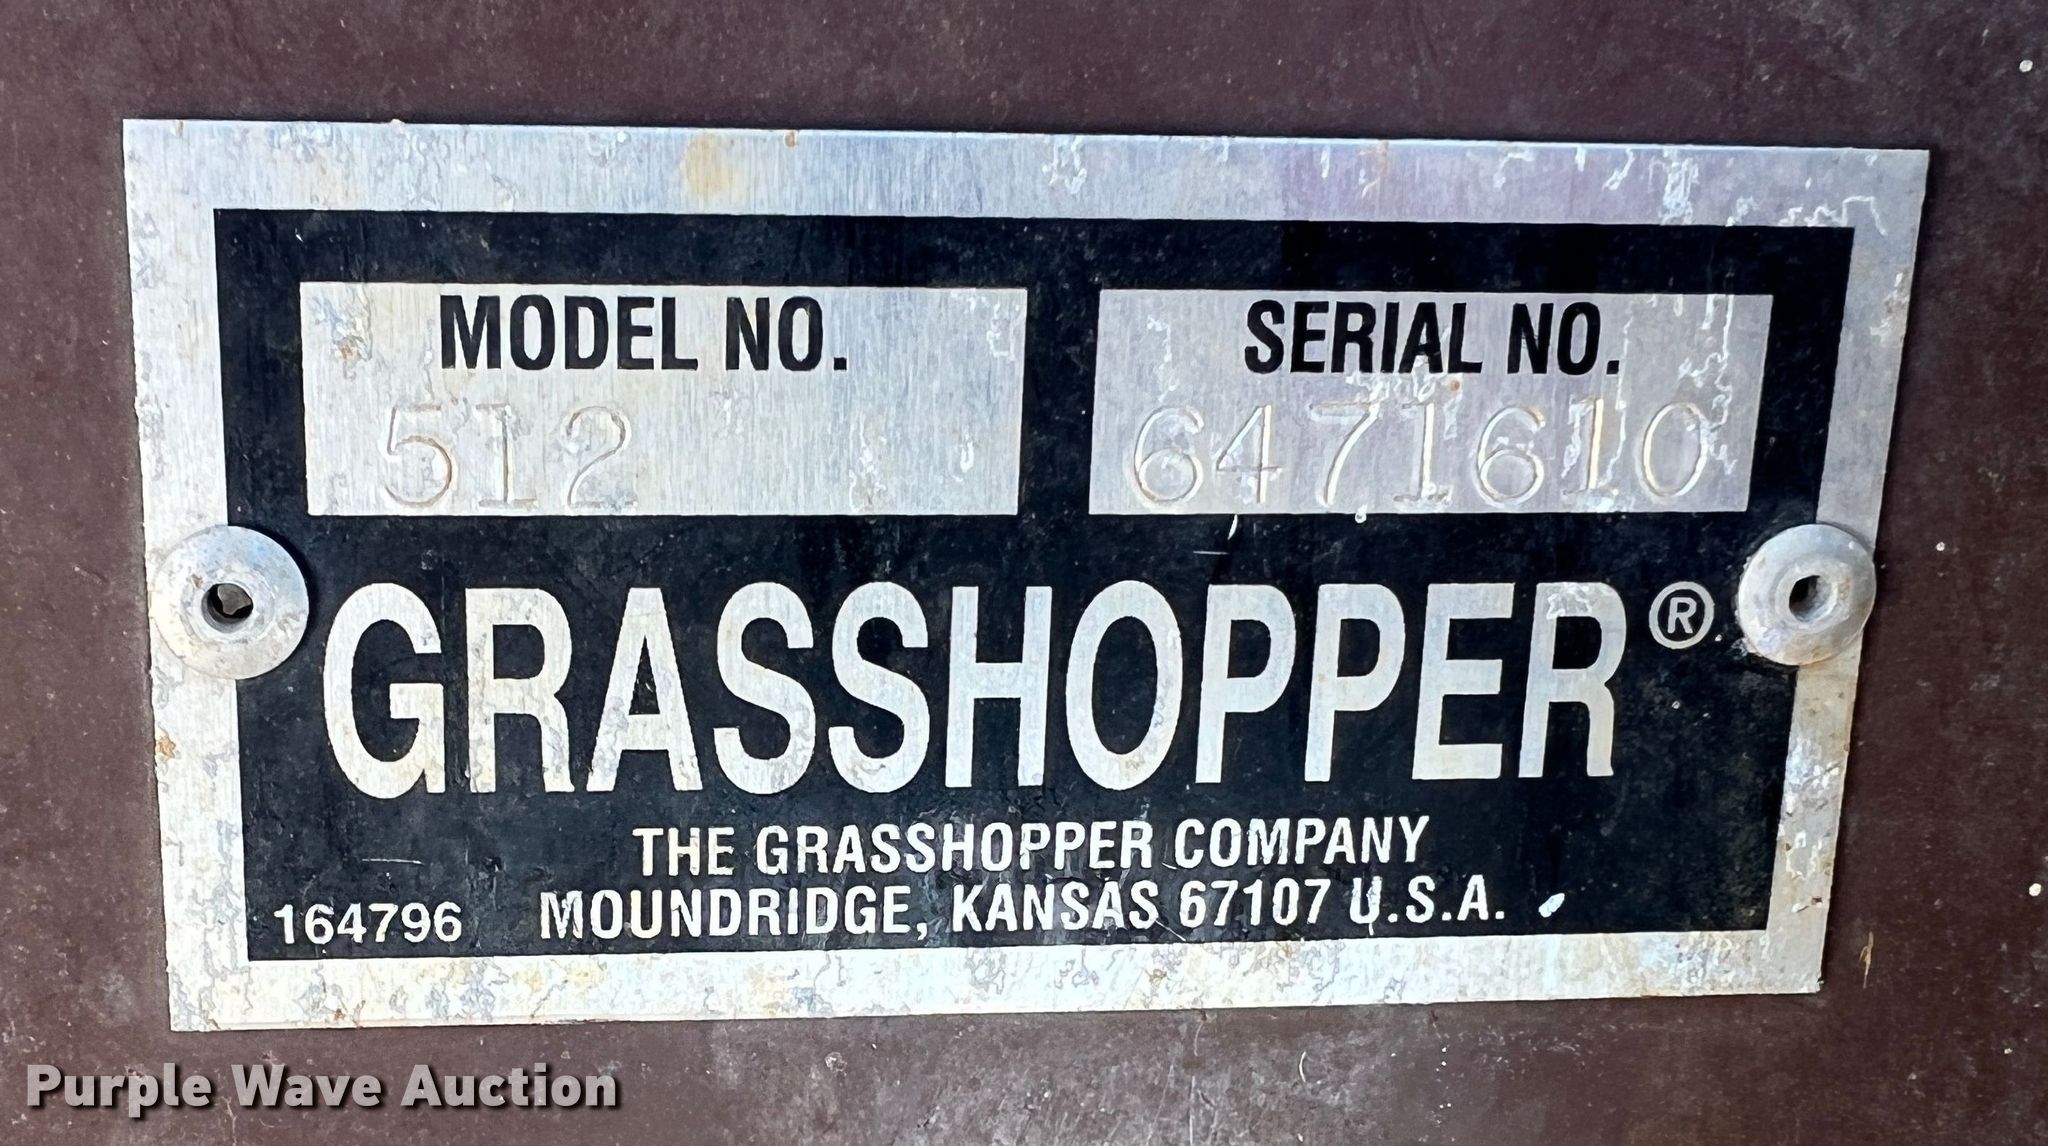 MODEL NO.
512
SERIAL NO.
6471610
GRASSHOPPER®
THE GRASSHOPPER COMPANY
164796 MOUNDRIDGE, KANSAS 67107 U.S.A.
Purple Wave Auction